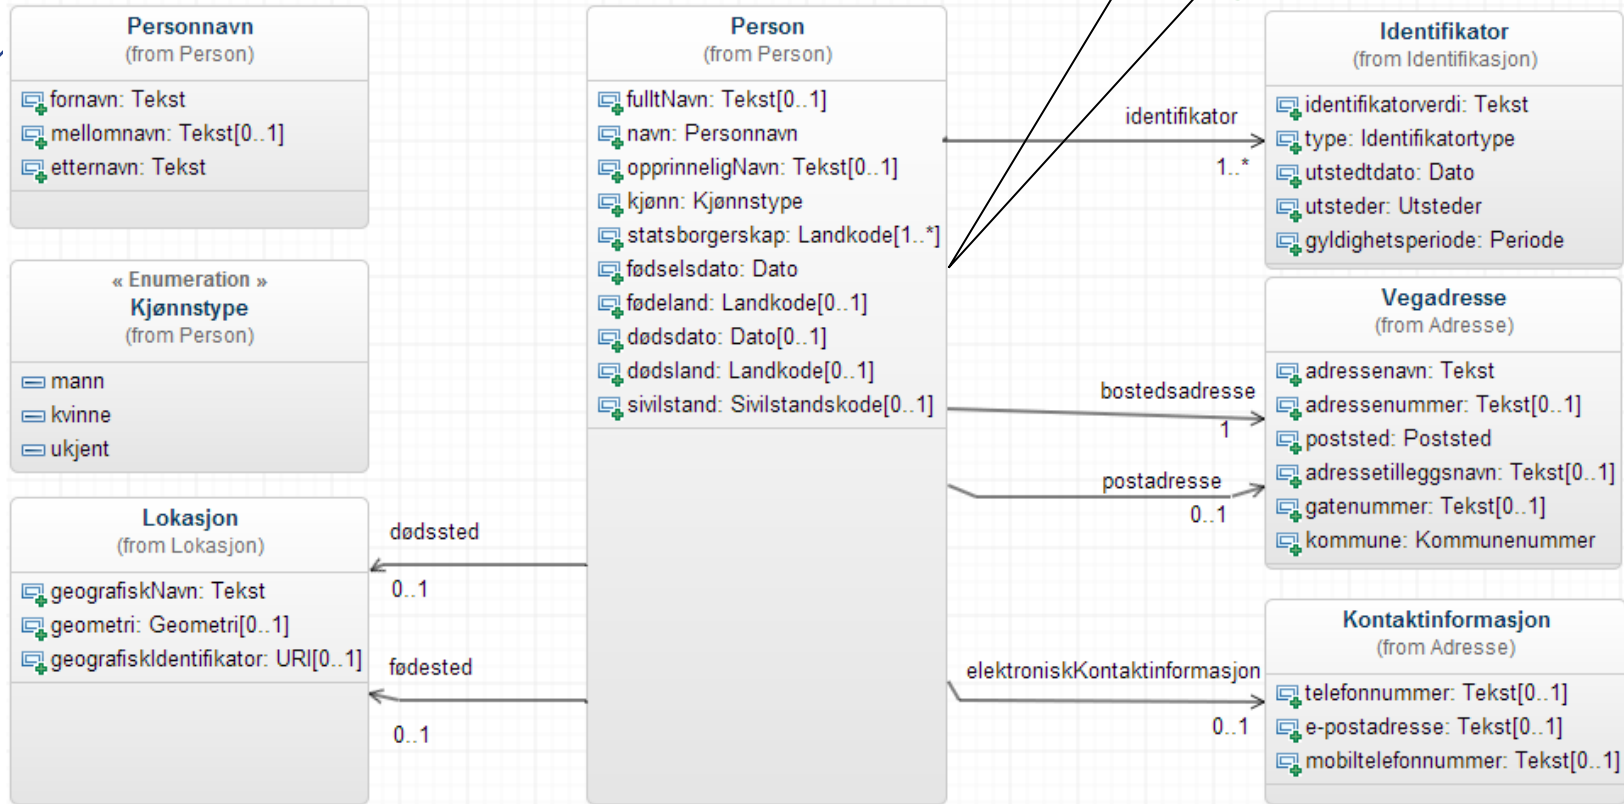 Personnavn
(from Person)
fornavn: Tekst
mellomnavn: Tekst[0..1]
etternavn: Tekst
« Enumeration »
Kjønnstype
(from Person)
mann
kvinne
ukjent
Lokasjon
(from Lokasjon)
geografiskNavn: Tekst
geometri: Geometri[0..1]
geografiskIdentifikator: URI[0..1]
dødssted
0..1
fødested
0..1
Person
(from Person)
fulltNavn: Tekst[0..1]
navn: Personnavn
opprinneligNavn: Tekst[0..1]
kjønn: Kjønnstype
statsborgerskap: Landkode[1..*]
fødselsdato: Dato
fødeland: Landkode[0..1]
dødsdato: Dato[0..1]
dødsland: Landkode[0..1]
sivilstand: Sivilstandskode[0..1]
identifikator
1..*
bostedsadresse
1
postadresse
0..1
elektroniskKontaktinformasjon
0..1
Identifikator
(from Identifikasjon)
identifikatorverdi: Tekst
type: Identifikatortype
utstedtdato: Dato
utsteder: Utsteder
gyldighetsperiode: Periode
Vegadresse
(from Adresse)
adressenavn: Tekst
adressenummer: Tekst[0..1]
poststed: Poststed
adressetilleggsnavn: Tekst[0..1]
gatenummer: Tekst[0..1]
kommune: Kommunenummer
Kontaktinformasjon
(from Adresse)
telefonnummer: Tekst[0..1]
e-postadresse: Tekst[0..1]
mobiltelefonnummer: Tekst[0..1]